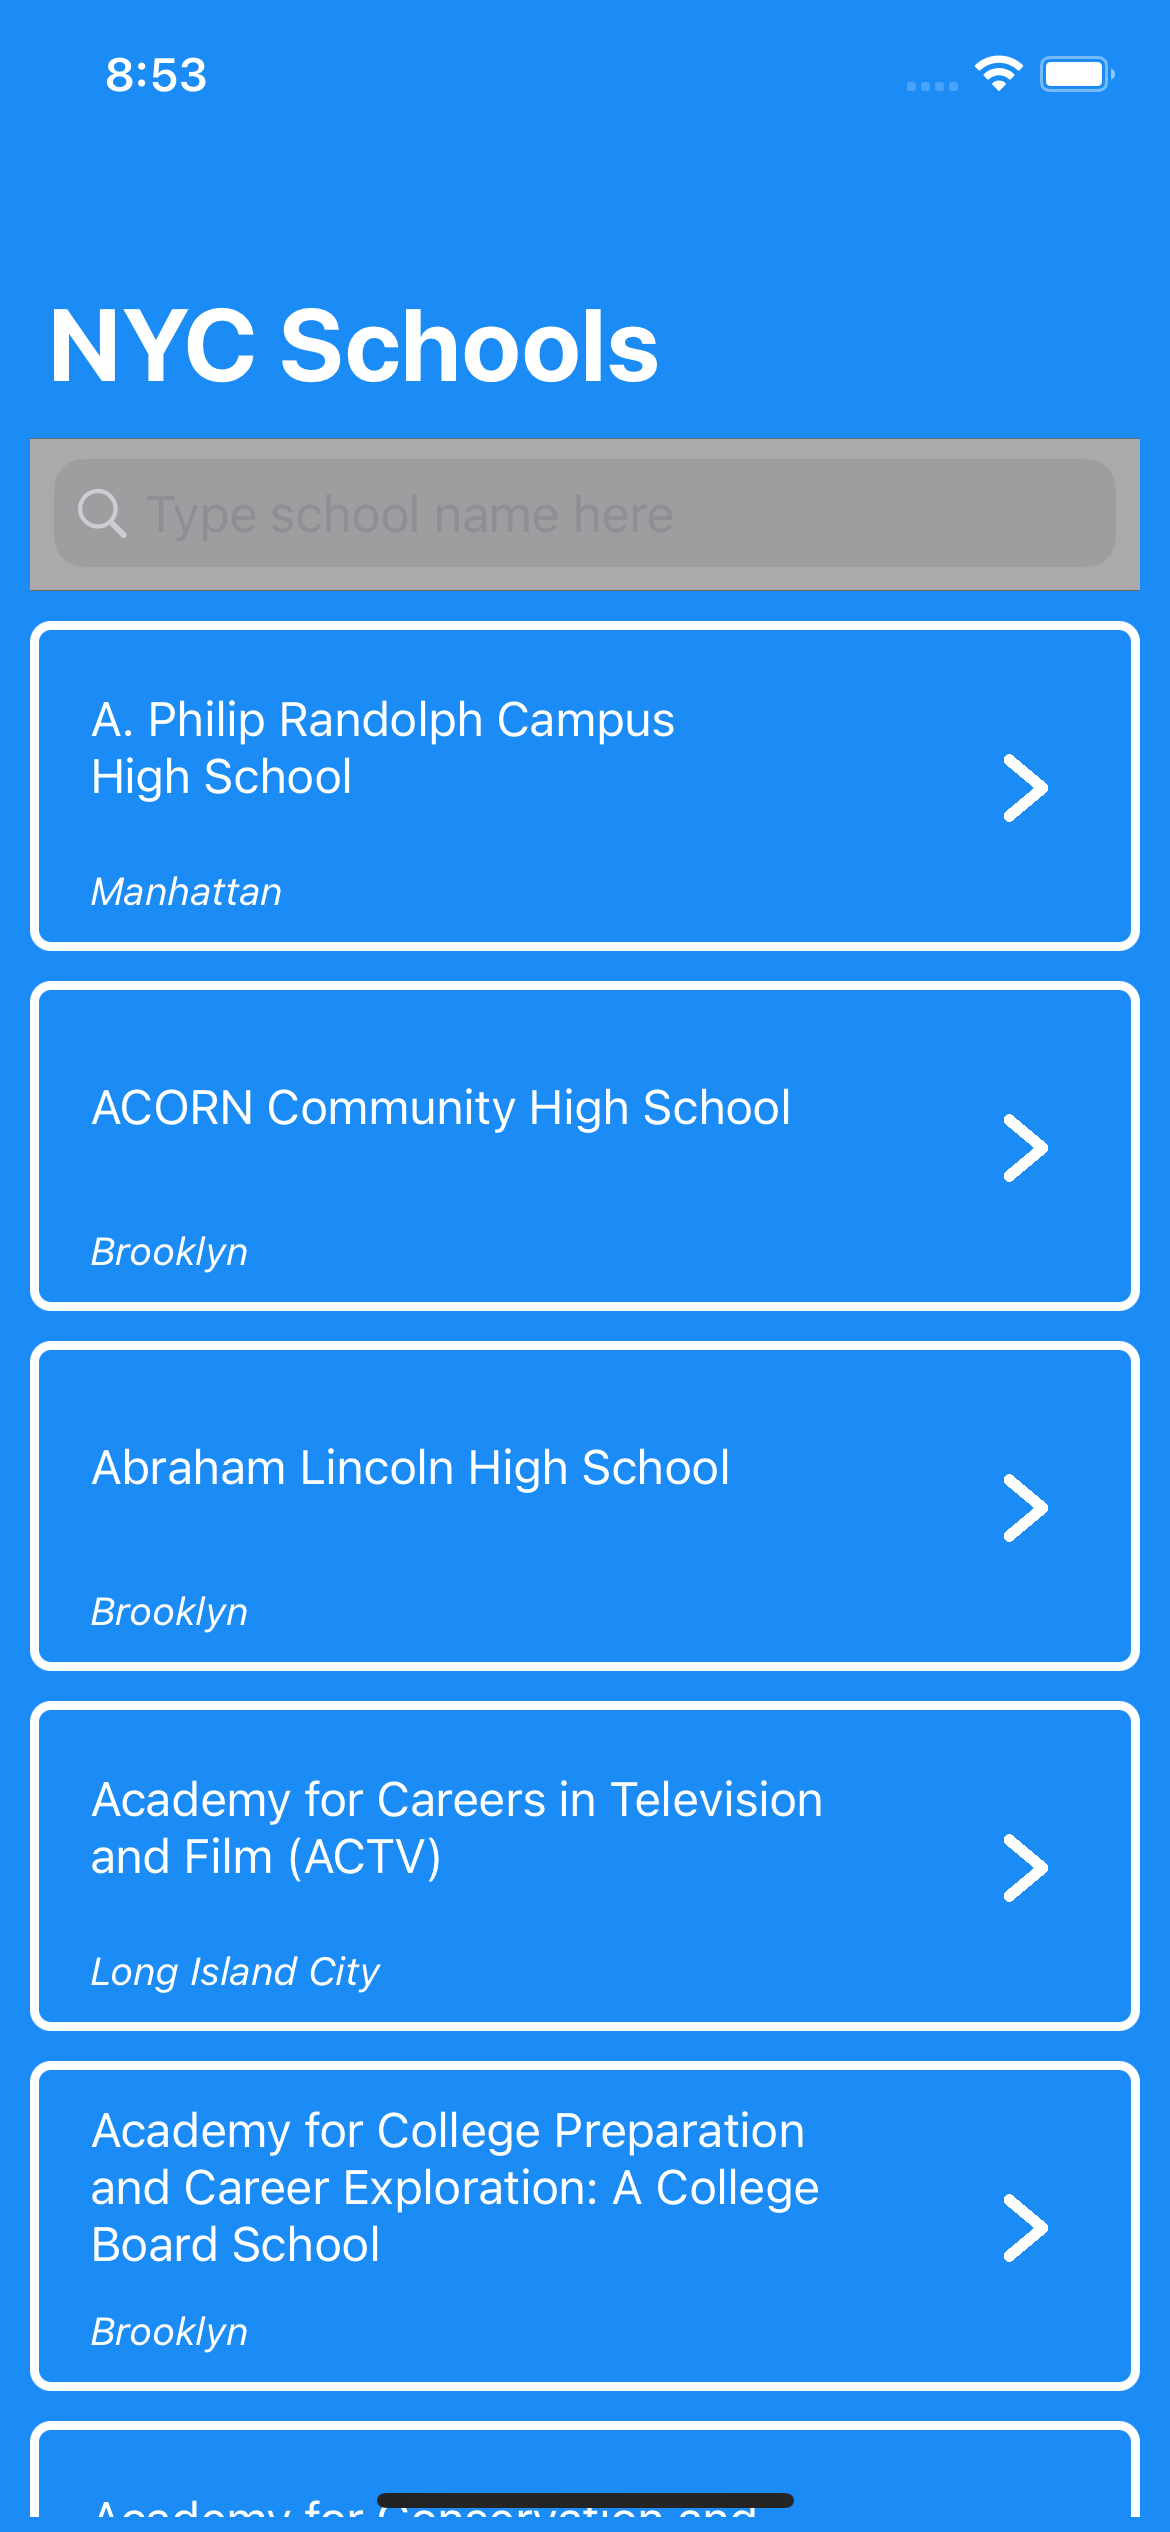 8:53
NYC Schools
Type school name here
A. Philip Randolph Campus
High School
Manhattan
ACORN Community High School
Brooklyn
Abraham Lincoln High School
Brooklyn
Academy for Careers in Television
and Film (ACTV)
Long Island City
Academy for College Preparation
and Career Exploration: A College
Board School
Brooklyn
Academy for Conservation and